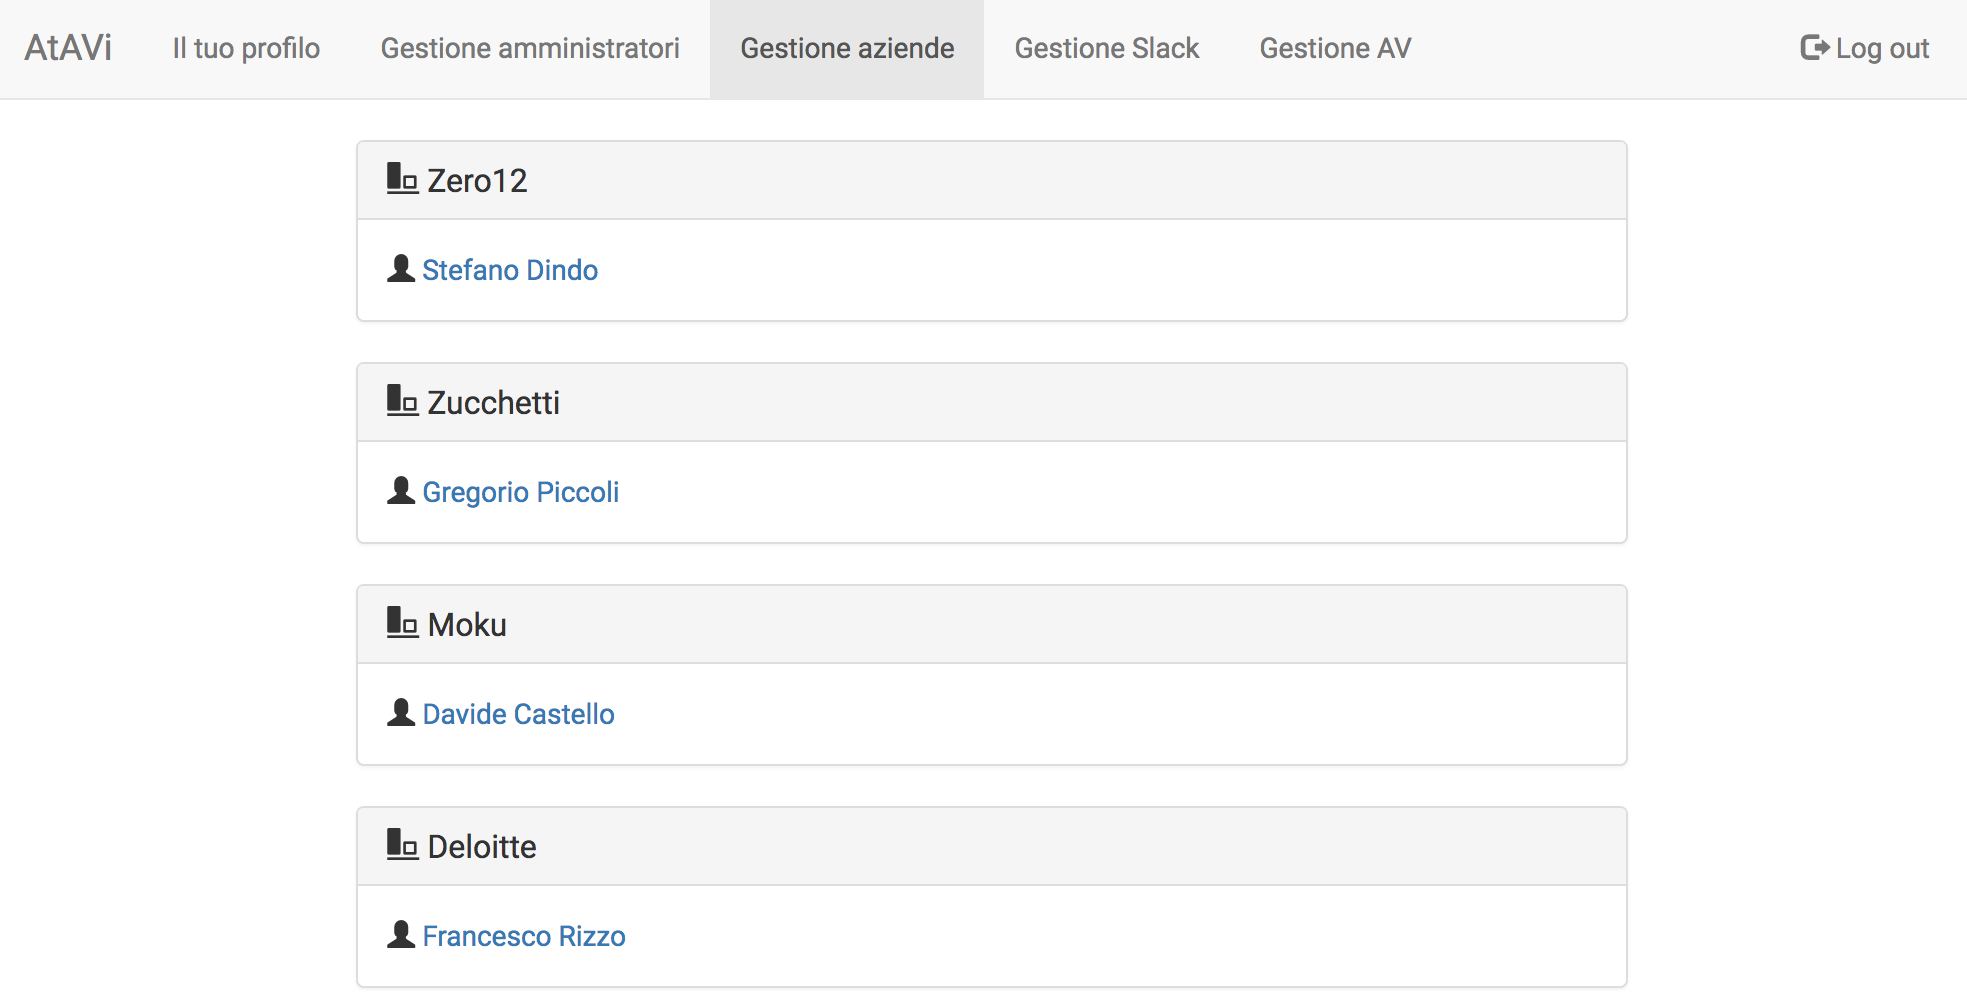 AtAVi Il tuo profilo Gestione amministratori Gestione aziende Gestione Slack Gestione AV Log out
Zero12
Stefano Dindo
Zucchetti
Gregorio Piccoli
Moku
Davide Castello
Deloitte
Francesco Rizzo